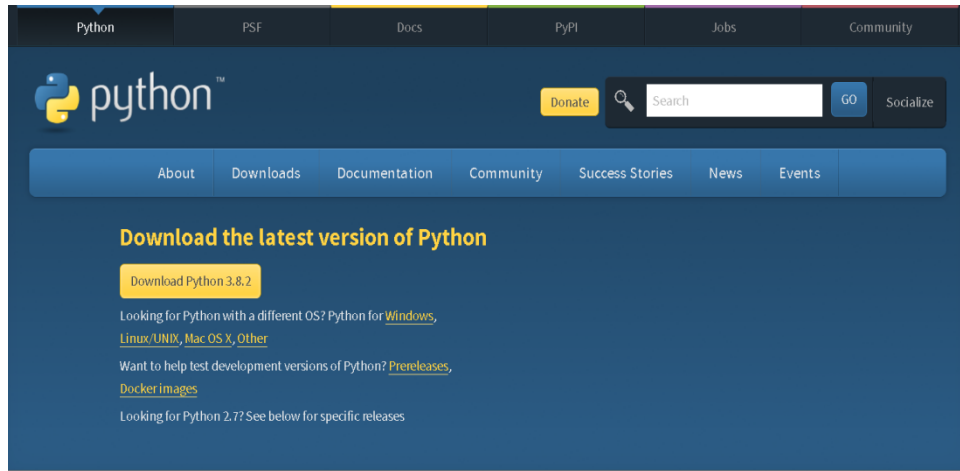 Python PSF Docs PyPI Jobs Community
python™
Donate Search GO Socialize
About Downloads Documentation Community Success Stories News Events
Download the latest version of Python
Download Python 3.8.2
Looking for Python with a different OS? Python for Windows,
Linux/UNIX, Mac OS X, Other
Want to help test development versions of Python? Prereleases,
Docker images
Looking for Python 2.7? See below for specific releases